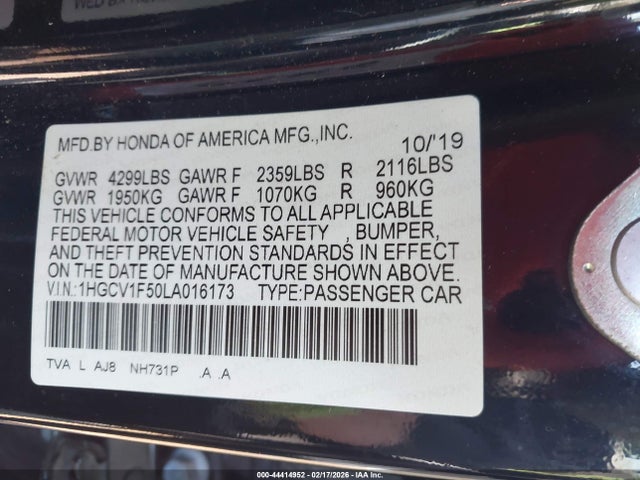 MFD.BY HONDA OF AMERICA MFG.,INC. 10/'19
GVWR 4299LBS GAWR F 2359LBS R 2116LBS
GVWR 1950KG GAWR F 1070KG R 960KG
THIS VEHICLE CONFORMS TO ALL APPLICABLE
FEDERAL MOTOR VEHICLE SAFETY , BUMPER,
AND THEFT PREVENTION STANDARDS IN EFFECT
ON THE DATE OF MANUFACTURE SHOWN ABOVE.
V.I.N.:1HGCV1F50LA016173 TYPE:PASSENGER CAR
TVA L AJ8 NH731P .A .A
000-44414952 - 02/17/2026 - IAA Inc.